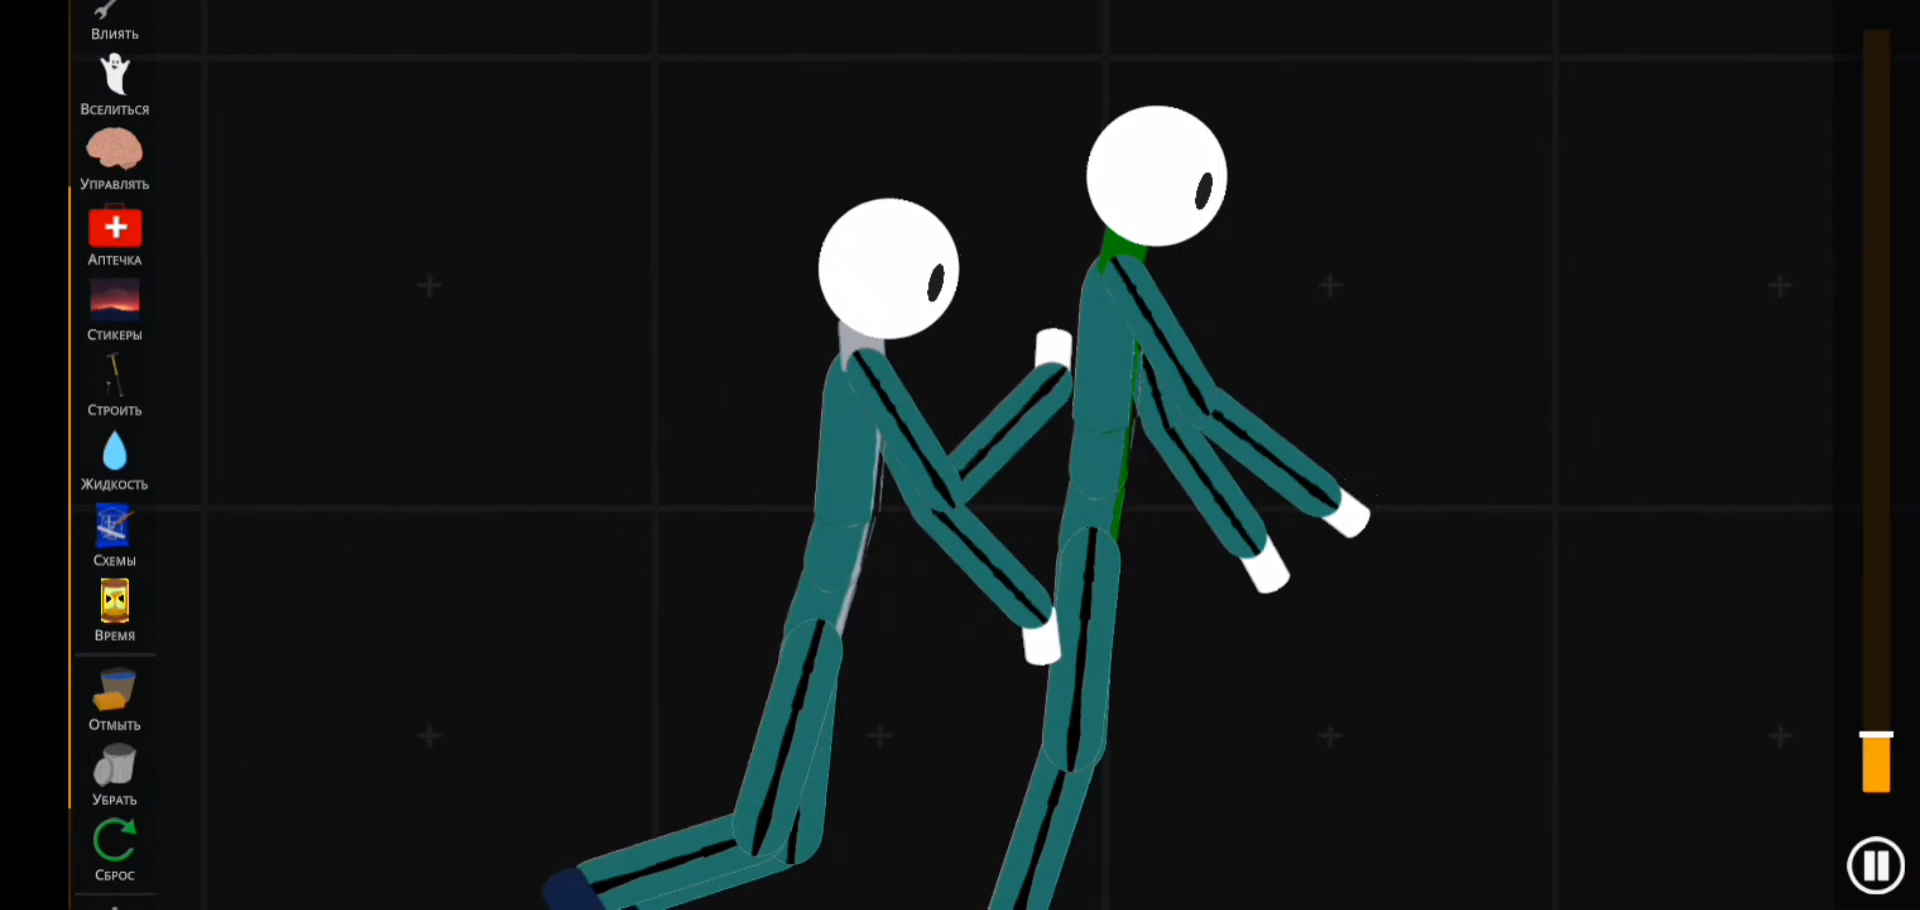 Влиять
Вселиться
Управлять
Аптечка
Стикеры
Строить
Жидкость
Схемы
Время
Отмыть
Убрать
Сброс